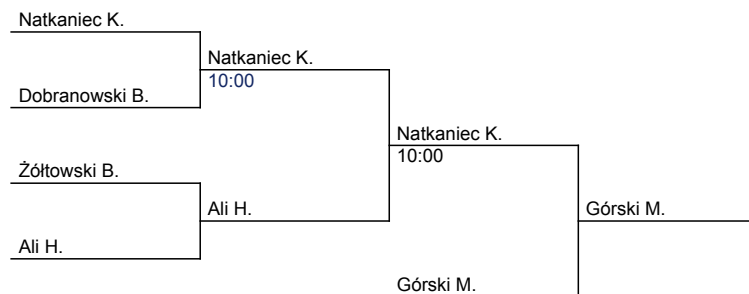 Natkaniec K.
Natkaniec K.
10:00
Dobranowski B.
Natkaniec K.
10:00
Żółtowski B.
Ali H.
Górski M.
Ali H.
Górski M.